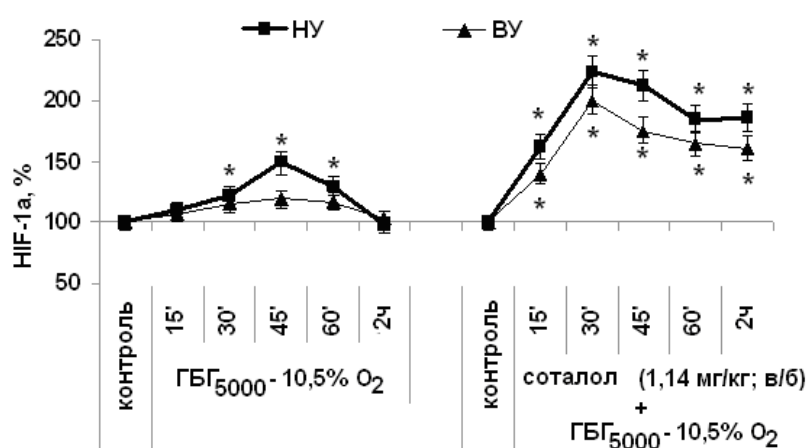 НУ ВУ
HIF-1a, %
250
200
150
100
50
* * * *
* * * * *
* * * * *
контроль 15' 30' 45' 60' 2ч контроль 15' 30' 45' 60' 2ч
ГБГ5000 - 10,5% O2 соталол (1,14 мг/кг; в/б)
+
ГБГ5000 - 10,5% O2